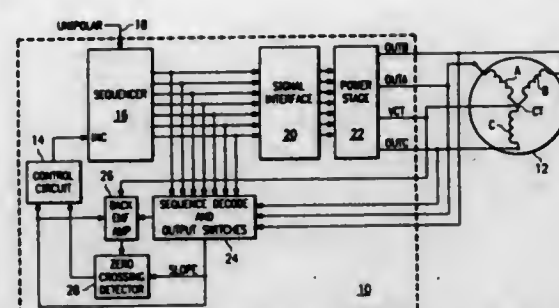 UNIPOLAR
18
OUTB
OUTA
VCT
OUTC
SEQUENCER
16
INC
SIGNAL
INTERFACE
20
POWER
STAGE
22
A
B
CT
C
12
14
CONTROL
CIRCUIT
26
BACK
EMF
AMP
SEQUENCE DECODE
AND
OUTPUT SWITCHES
24
ZERO
CROSSING
DETECTOR
28
SLOPE
10